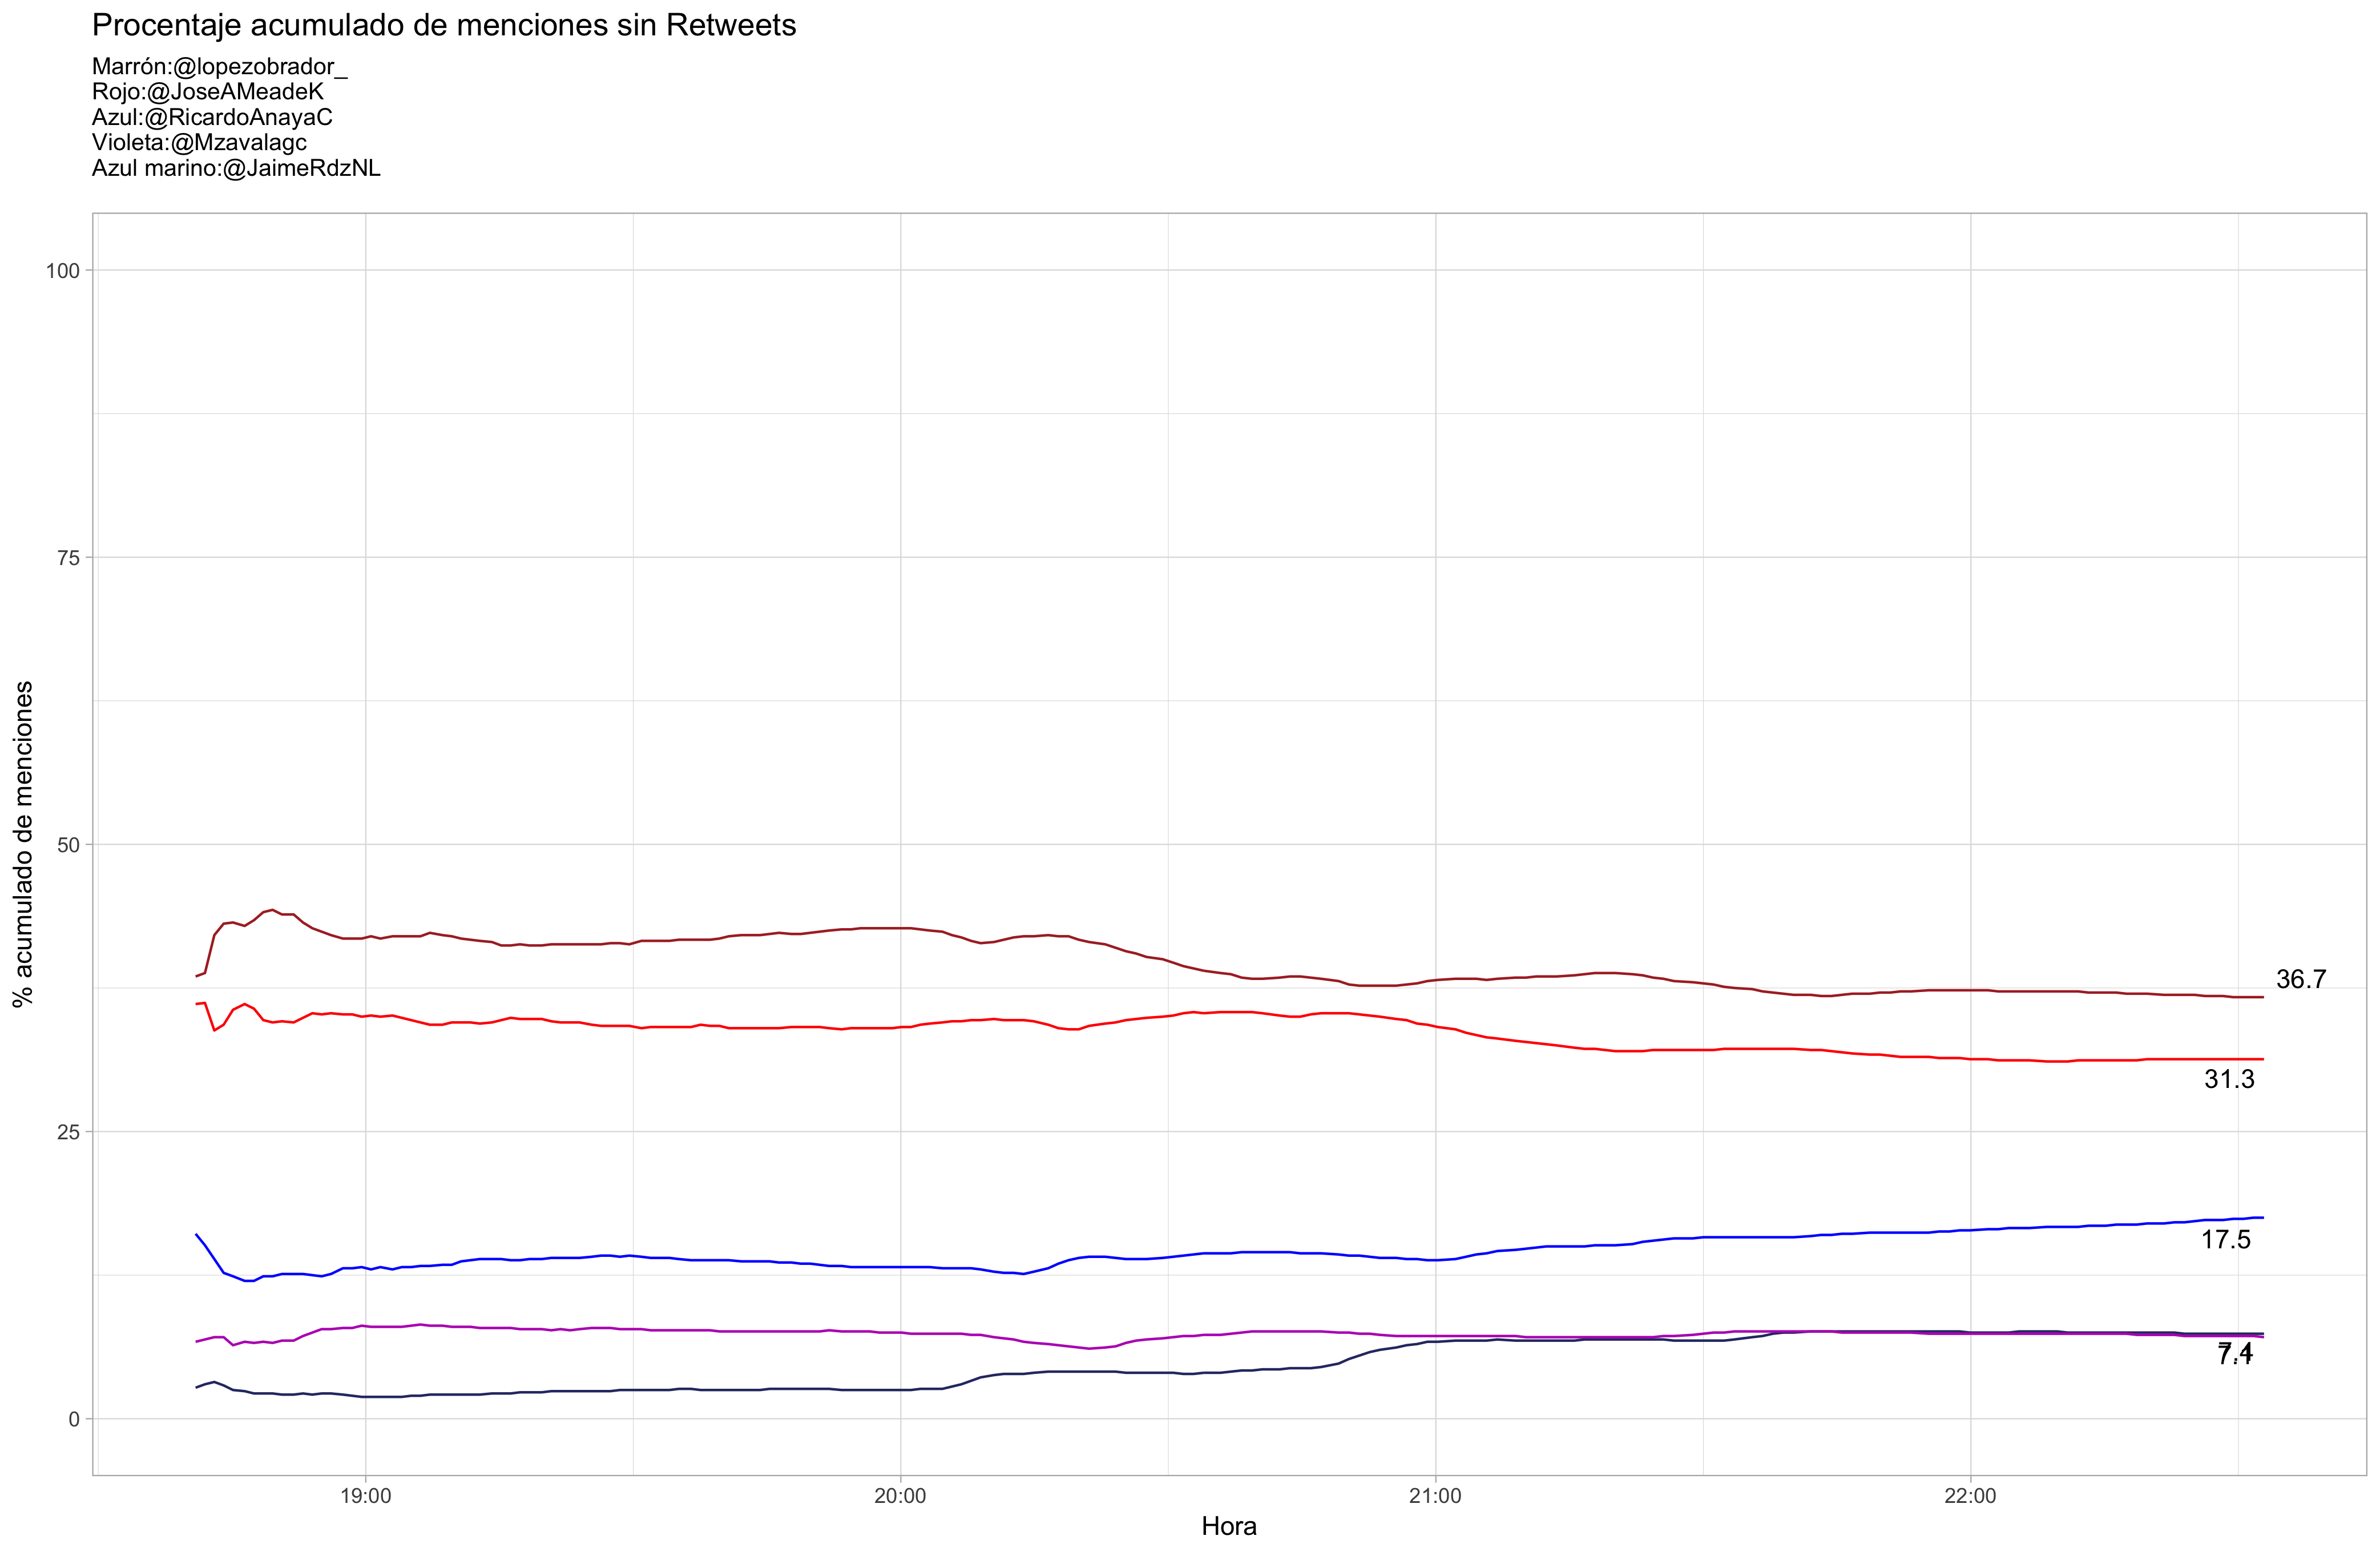 Procentaje acumulado de menciones sin Retweets
Marrón:@lopezobrador_
Rojo:@JoseAMeadeK
Azul:@RicardoAnayaC
Violeta:@Mzavalagc
Azul marino:@JaimeRdzNL
100
75
50
25
0
% acumulado de menciones
36.7
31.3
17.5
7.4
19:00
20:00
21:00
22:00
Hora